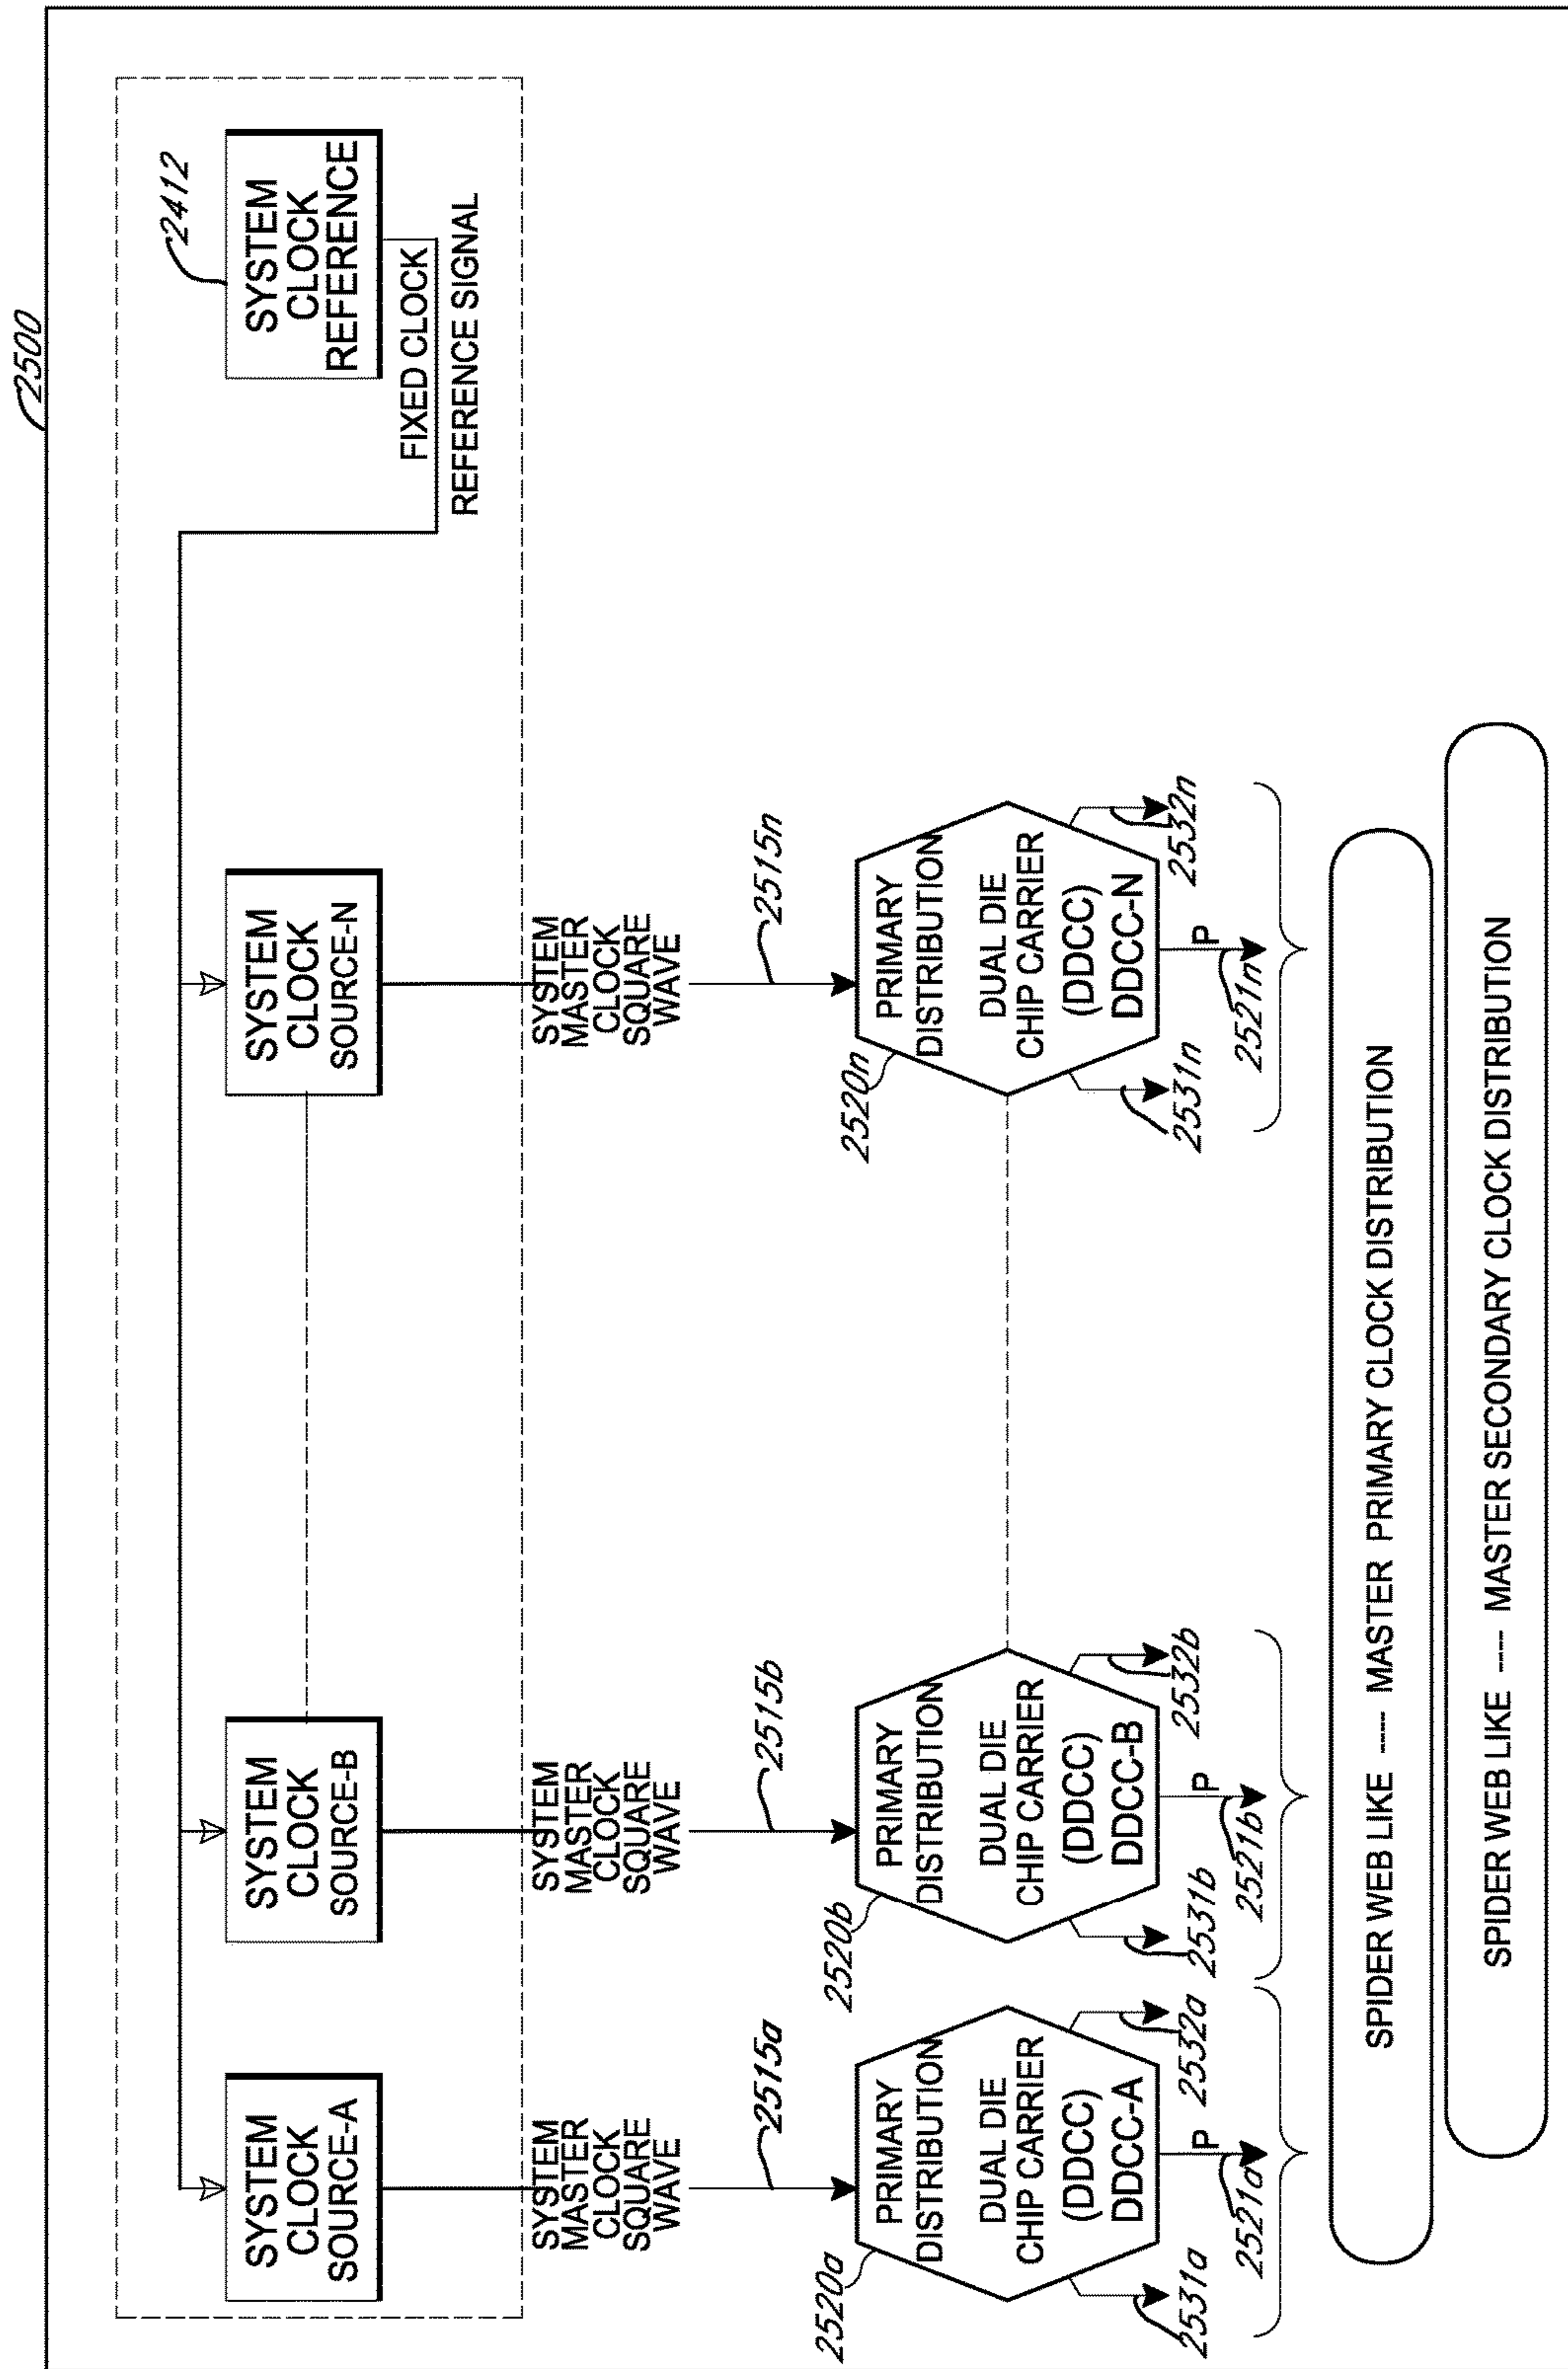 2500
2412
SYSTEM
CLOCK
SOURCE-A
SYSTEM
CLOCK
SOURCE-B
SYSTEM
CLOCK
SOURCE-N
SYSTEM
CLOCK
REFERENCE
FIXED CLOCK
REFERENCE SIGNAL
SYSTEM
MASTER
CLOCK
SQUARE
WAVE
SYSTEM
MASTER
CLOCK
SQUARE
WAVE
SYSTEM
MASTER
CLOCK
SQUARE
WAVE
2515a
2515b
2515n
2520a
PRIMARY
DISTRIBUTION
DUAL DIE
CHIP CARRIER
(DDCC)
DDCC-A
2531a
P
2521a
2532a
2520b
PRIMARY
DISTRIBUTION
DUAL DIE
CHIP CARRIER
(DDCC)
DDCC-B
2531b
P
2521b
2532b
2520n
PRIMARY
DISTRIBUTION
DUAL DIE
CHIP CARRIER
(DDCC)
DDCC-N
2531n
P
2521n
2532n
SPIDER WEB LIKE ---- MASTER PRIMARY CLOCK DISTRIBUTION
SPIDER WEB LIKE ---- MASTER SECONDARY CLOCK DISTRIBUTION